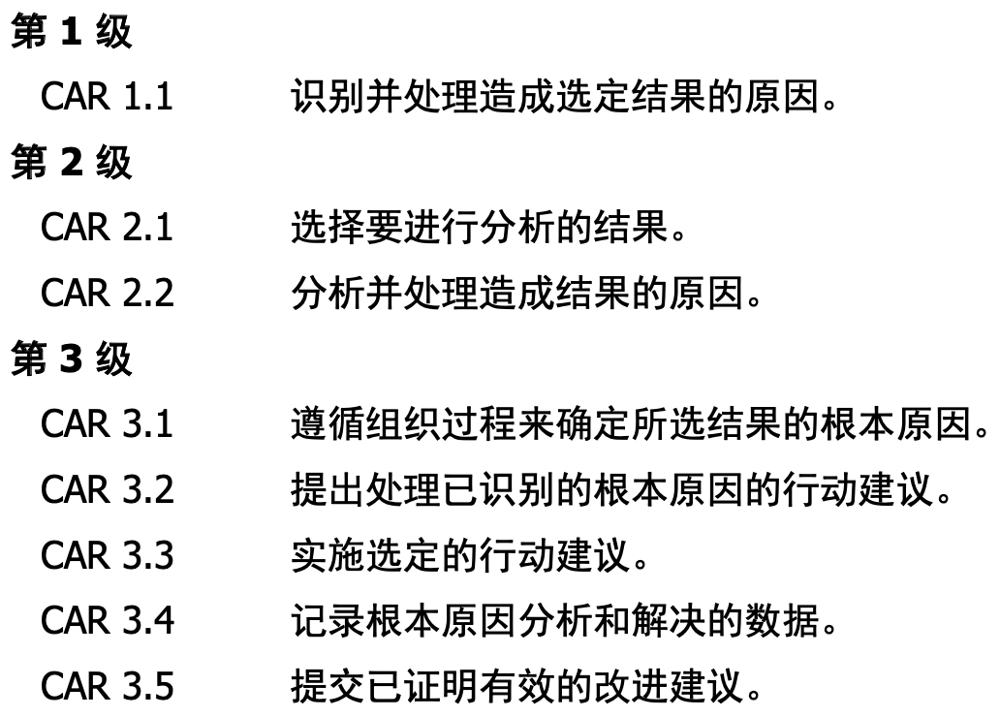 第 1 级
CAR 1.1 识别并处理造成选定结果的原因。
第 2 级
CAR 2.1 选择要进行分析的结果。
CAR 2.2 分析并处理造成结果的原因。
第 3 级
CAR 3.1 遵循组织过程来确定所选结果的根本原因。
CAR 3.2 提出处理已识别的根本原因的行动建议。
CAR 3.3 实施选定的行动建议。
CAR 3.4 记录根本原因分析和解决的数据。
CAR 3.5 提交已证明有效的改进建议。